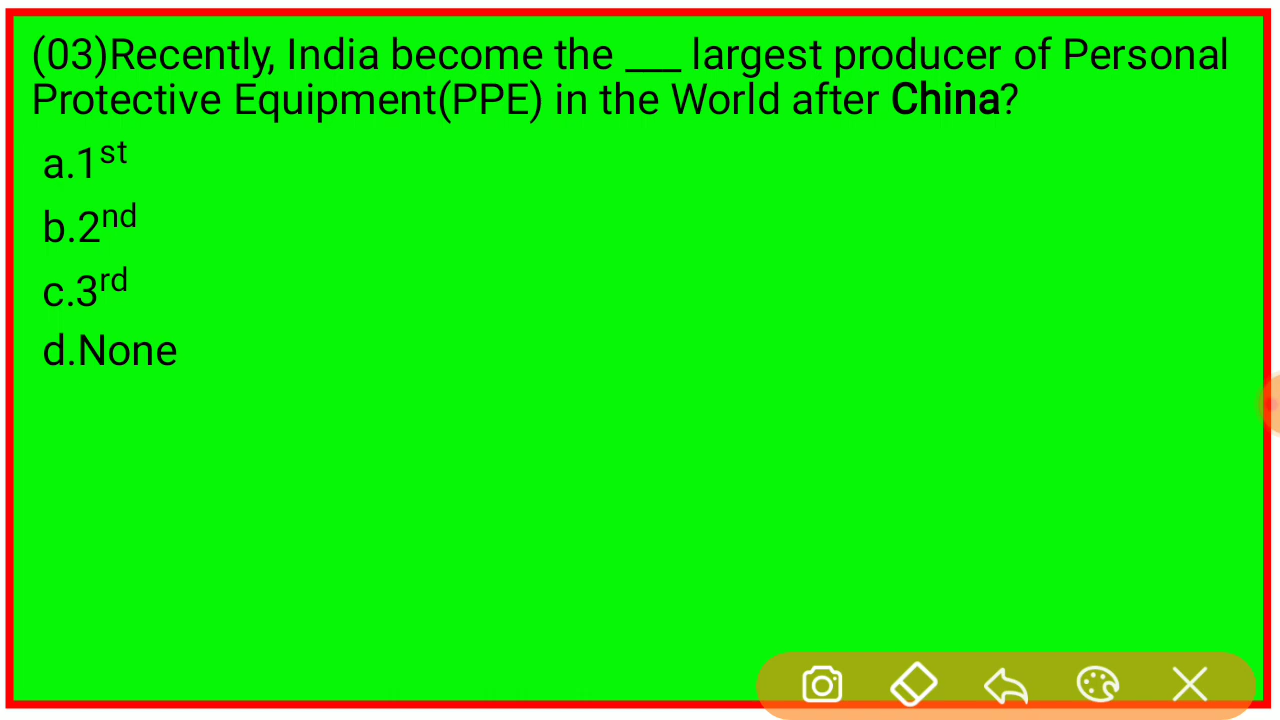 (03)Recently, India become the ___ largest producer of Personal
Protective Equipment(PPE) in the World after China?
a.1st
b.2nd
c.3rd
d.None